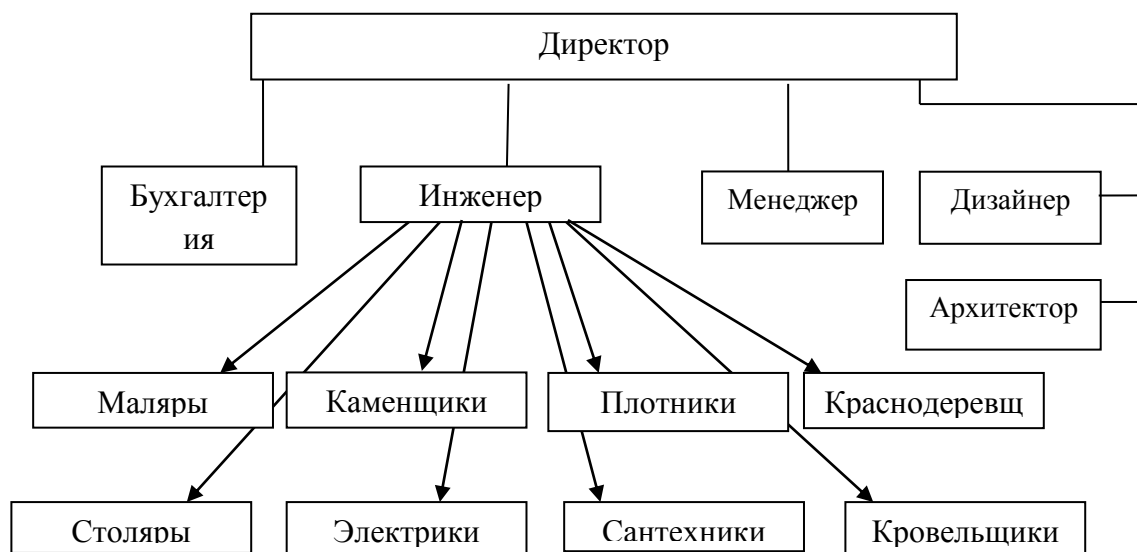 Директор
Бухгалтер
ия
Инженер
Менеджер
Дизайнер
Архитектор
Маляры
Каменщики
Плотники
Краснодеревщ
Столяры
Электрики
Сантехники
Кровельщики